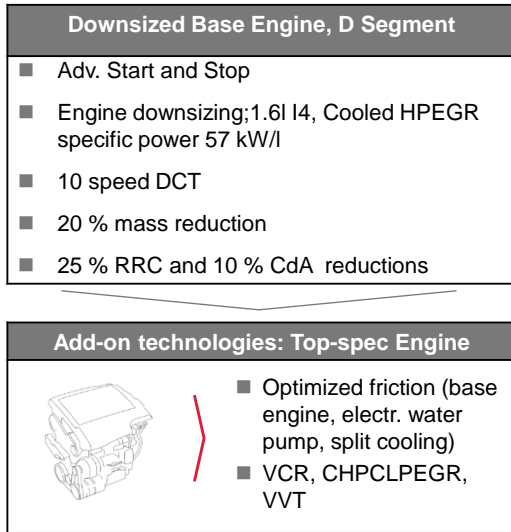 Downsized Base Engine, D Segment
Adv. Start and Stop
Engine downsizing;1.6l I4, Cooled HPEGR
specific power 57 kW/l
10 speed DCT
20 % mass reduction
25 % RRC and 10 % CdA reductions
Add-on technologies: Top-spec Engine
Optimized friction (base
engine, electr. water
pump, split cooling)
VCR, CHPCLPEGR,
VVT